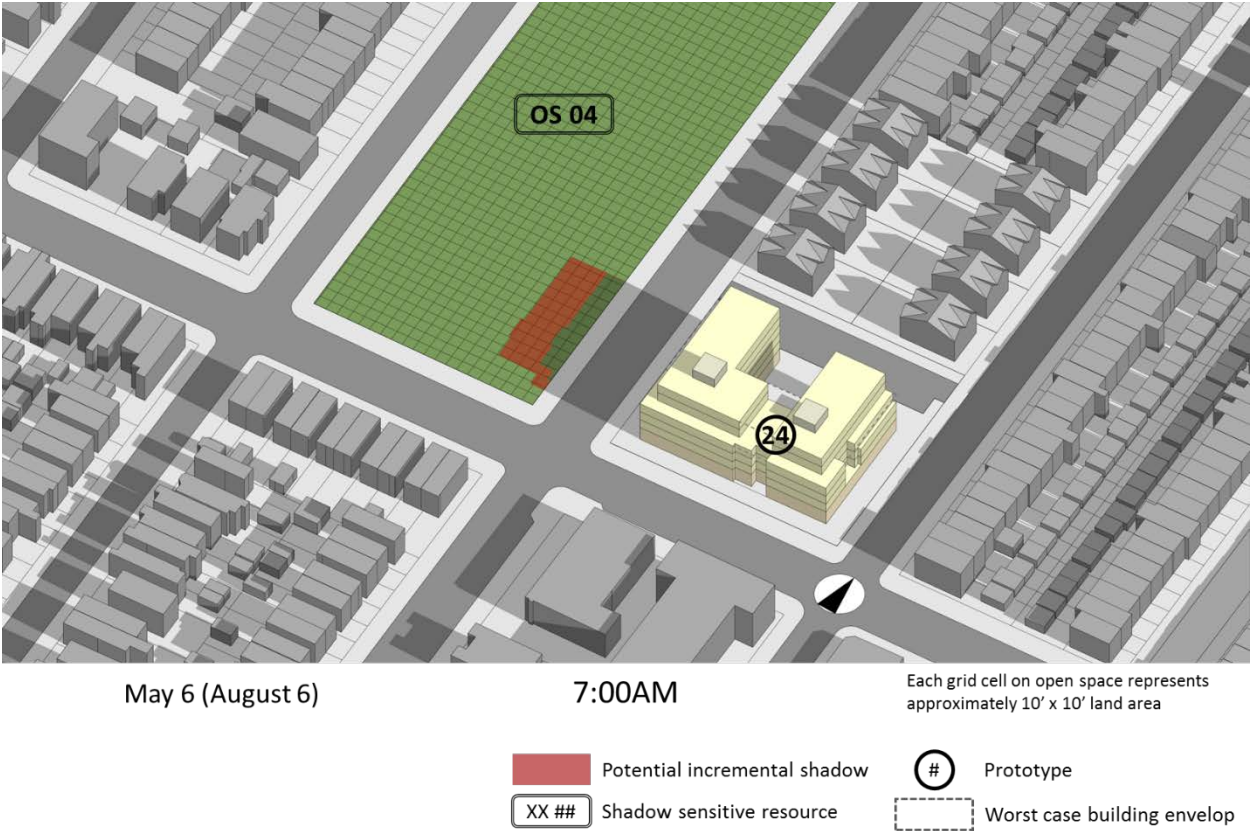 OS 04
24
May 6 (August 6)
7:00AM
Each grid cell on open space represents
approximately 10' x 10' land area
Potential incremental shadow
# Prototype
XX ## Shadow sensitive resource
Worst case building envelop